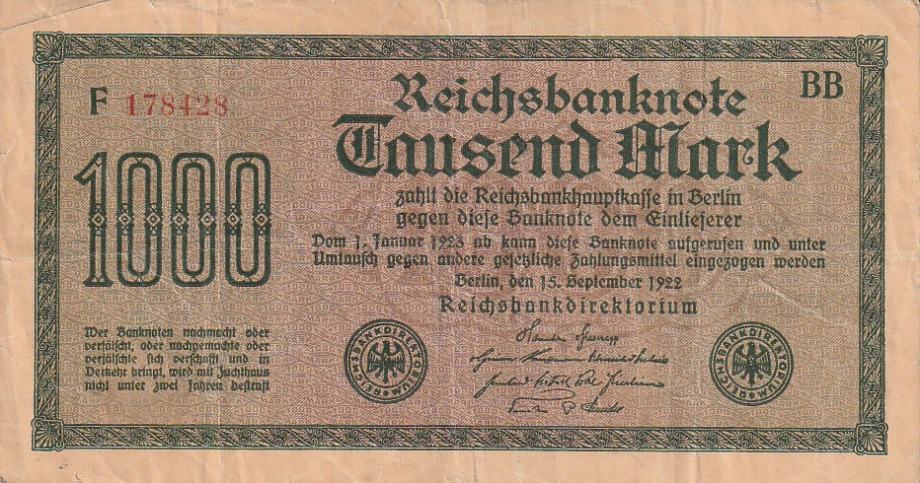 F 178428
BB
Reichsbanknote
Tausend Mark
1000
zahlt die Reichsbankhauptkasse in Berlin
gegen diese Banknote dem Einlieferer
Vom 1. Januar 1923 ab kann diese Banknote aufgerufen und unter
Umtausch gegen andere gesetzliche Zahlungsmittel eingezogen werden
Berlin, den 15. September 1922
Reichsbankdirektorium
Wer Banknoten nachmacht oder
verfälscht, oder nachgemachte oder
verfälschte sich verschafft und in
Verkehr bringt, wird mit Zuchthaus
nicht unter zwei Jahren bestraft
REICHSBANKDIREKTORIUM
REICHSBANKDIREKTORIUM